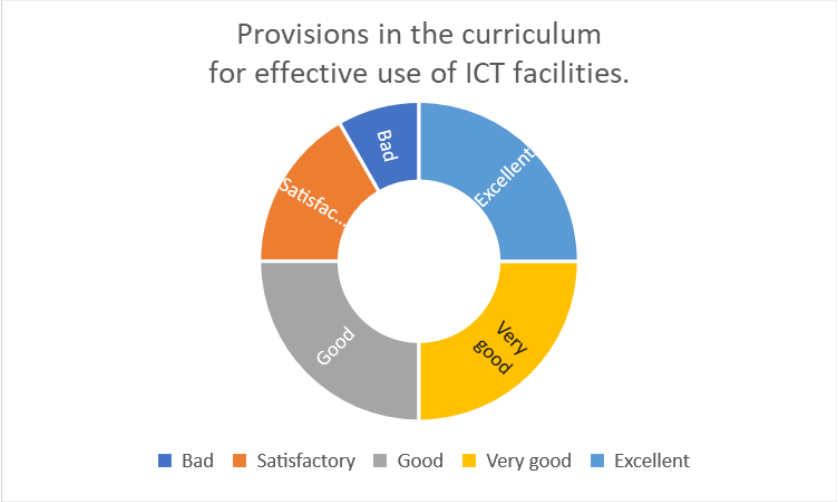 Provisions in the curriculum
for effective use of ICT facilities.
Bad
Excellent
Satisfac...
Good
Very
good
Bad Satisfactory Good Very good Excellent